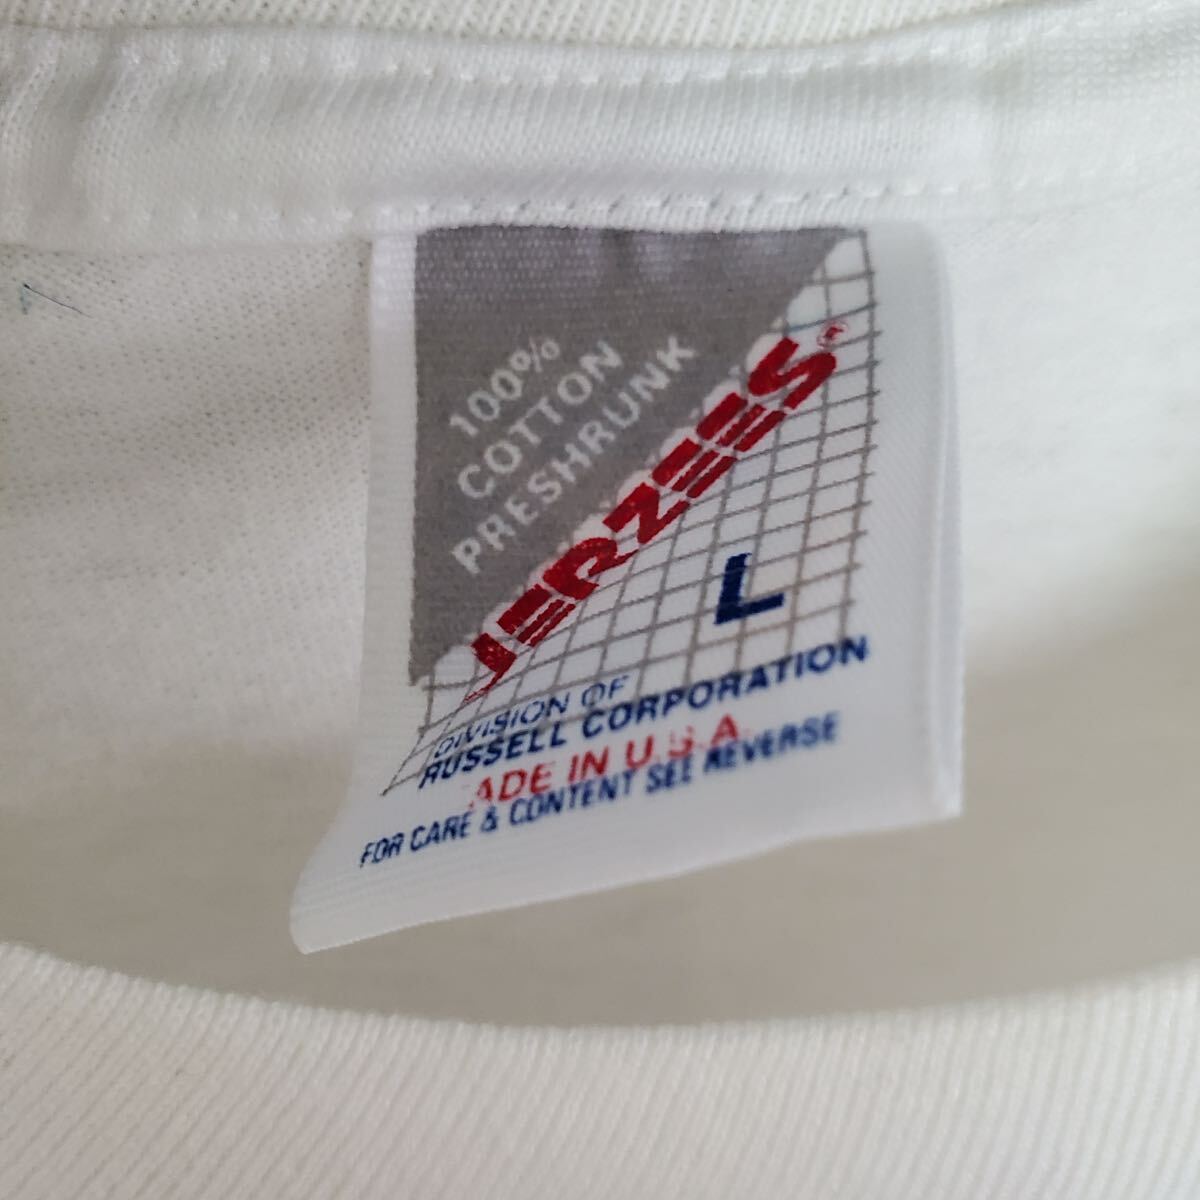 100%
COTTON
PRESHRUNK
JERZEES®
L
DIVISION OF
RUSSELL CORPORATION
ADE IN U.S.A.
FOR CARE & CONTENT SEE REVERSE